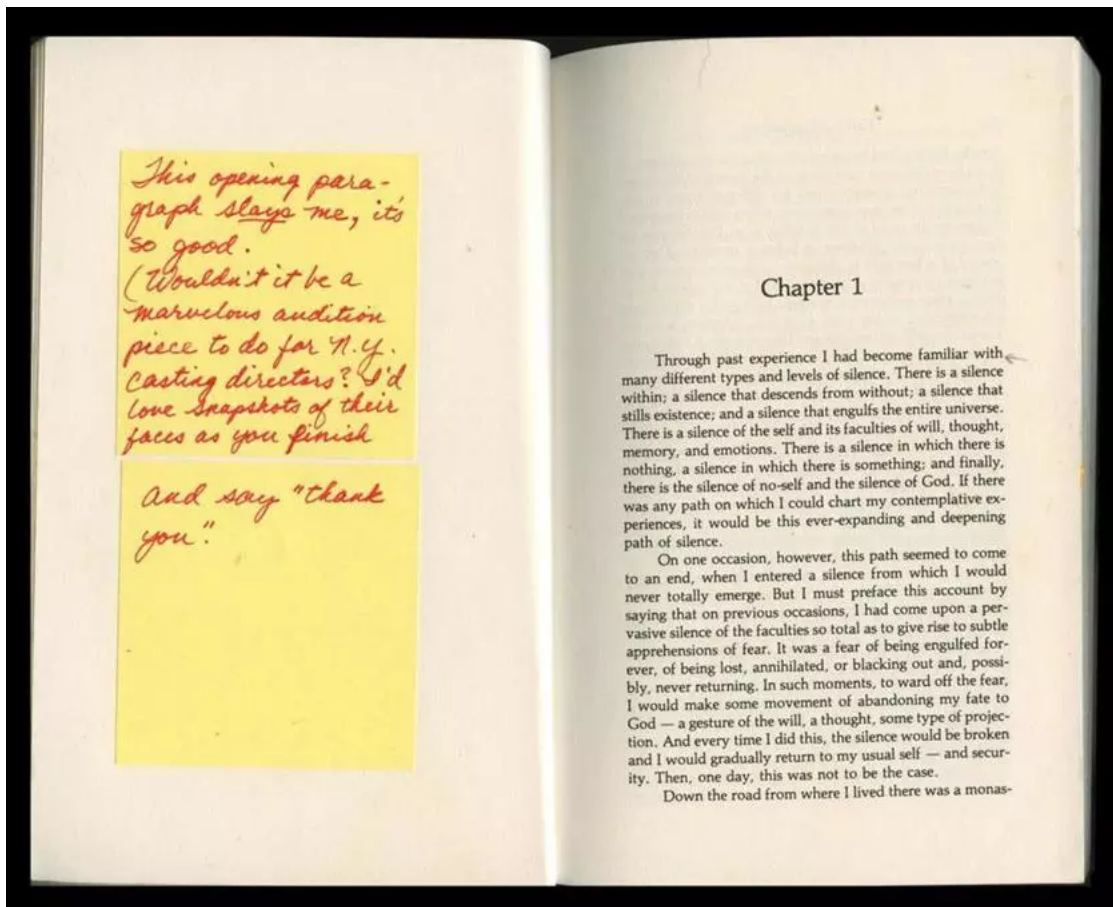 This opening para-
graph slays me, it's
so good.
(Wouldn't it be a
marvelous audition
piece to do for N.Y.
casting directors? I'd
love snapshots of their
faces as you finish
and say "thank
you".
Chapter 1
Through past experience I had become familiar with
many different types and levels of silence. There is a silence
within; a silence that descends from without; a silence that
stills existence; and a silence that engulfs the entire universe.
There is a silence of the self and its faculties of will, thought,
memory, and emotions. There is a silence in which there is
nothing, a silence in which there is something; and finally,
there is the silence of no-self and the silence of God. If there
was any path on which I could chart my contemplative ex-
periences, it would be this ever-expanding and deepening
path of silence.
On one occasion, however, this path seemed to come
to an end, when I entered a silence from which I would
never totally emerge. But I must preface this account by
saying that on previous occasions, I had come upon a per-
vasive silence of the faculties so total as to give rise to subtle
apprehensions of fear. It was a fear of being engulfed for-
ever, of being lost, annihilated, or blacking out and, possi-
bly, never returning. In such moments, to ward off the fear,
I would make some movement of abandoning my fate to
God — a gesture of the will, a thought, some type of projec-
tion. And every time I did this, the silence would be broken
and I would gradually return to my usual self — and secur-
ity. Then, one day, this was not to be the case.
Down the road from where I lived there was a monas-